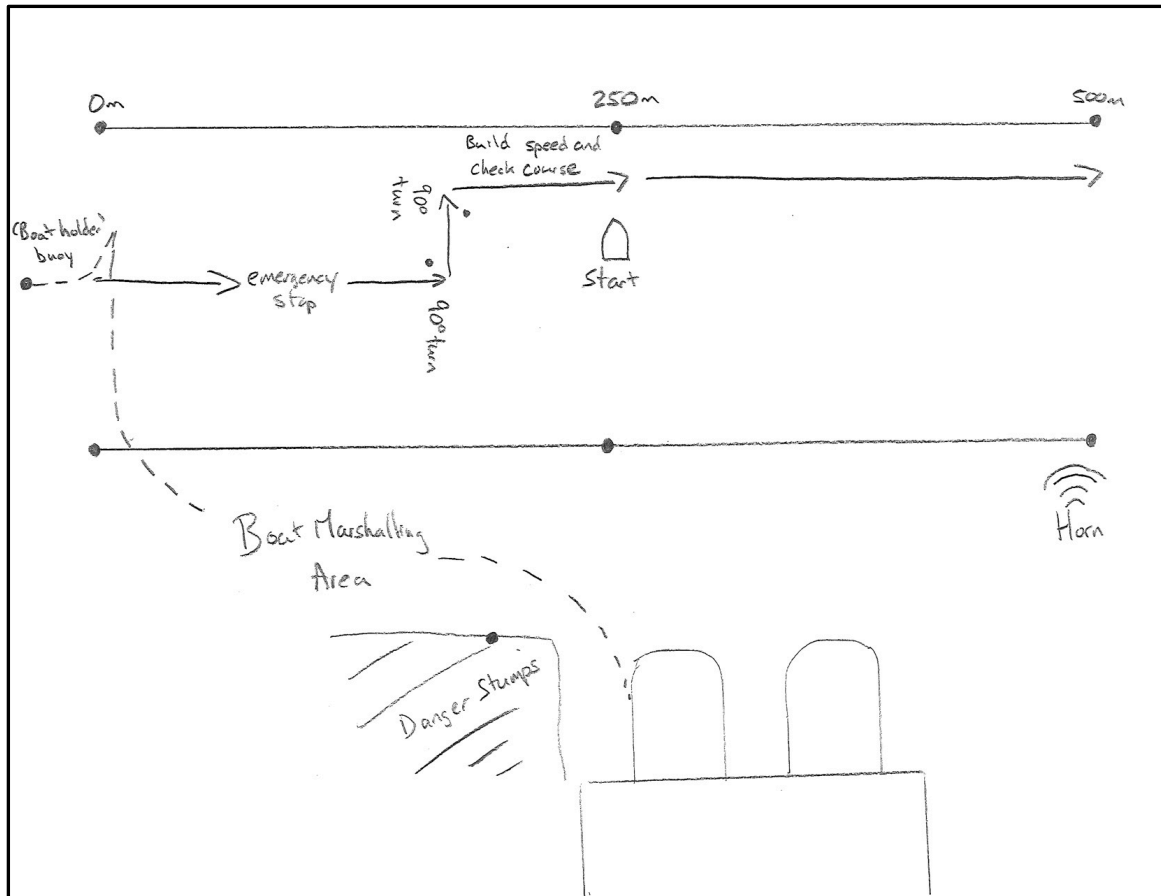 0m
250m
500m
Build speed and
check course
90°
turn
'Boat holder'
buoy
emergency
stop
90° turn
Start
Boat Marshalling
Area
Horn
Danger Stumps